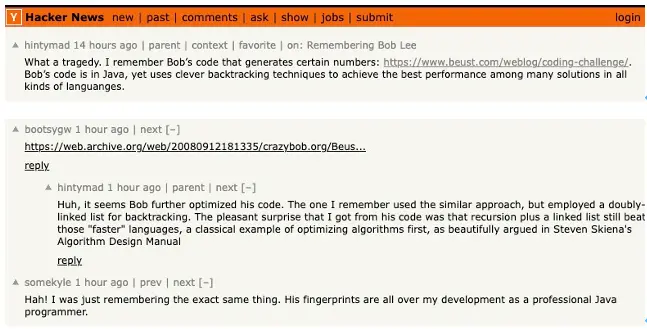 Y Hacker News new | past | comments | ask | show | jobs | submit login
▲ hintymad 14 hours ago | parent | context | favorite | on: Remembering Bob Lee
What a tragedy. I remember Bob's code that generates certain numbers: https://www.beust.com/weblog/coding-challenge/.
Bob's code is in Java, yet uses clever backtracking techniques to achieve the best performance among many solutions in all
kinds of languanges.
▲ bootsygw 1 hour ago | next [–]
https://web.archive.org/web/20080912181335/crazybob.org/Beus...
reply
▲ hintymad 1 hour ago | parent | next [–]
Huh, it seems Bob further optimized his code. The one I remember used the similar approach, but employed a doubly-
linked list for backtracking. The pleasant surprise that I got from his code was that recursion plus a linked list still beat
those "faster" languages, a classical example of optimizing algorithms first, as beautifully argued in Steven Skiena's
Algorithm Design Manual
reply
▲ somekyle 1 hour ago | prev | next [–]
Hah! I was just remembering the exact same thing. His fingerprints are all over my development as a professional Java
programmer.